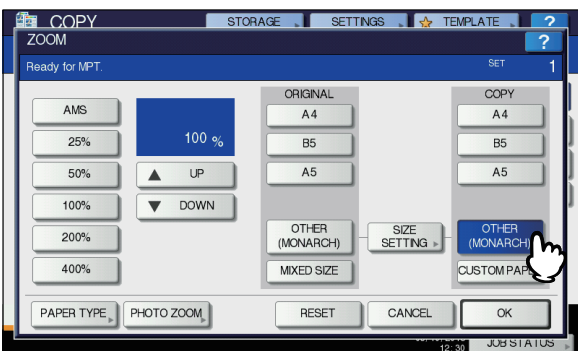 COPY
STORAGE
SETTINGS
TEMPLATE
?
ZOOM
?
Ready for MPT.
SET 1
ORIGINAL
COPY
AMS
100 %
A4
A4
25%
B5
B5
50%
UP
A5
A5
100%
DOWN
200%
OTHER
(MONARCH)
SIZE
SETTING
OTHER
(MONARCH)
400%
MIXED SIZE
CUSTOM
PAPER TYPE
PHOTO ZOOM
RESET
CANCEL
OK
12:30
JOB STATUS